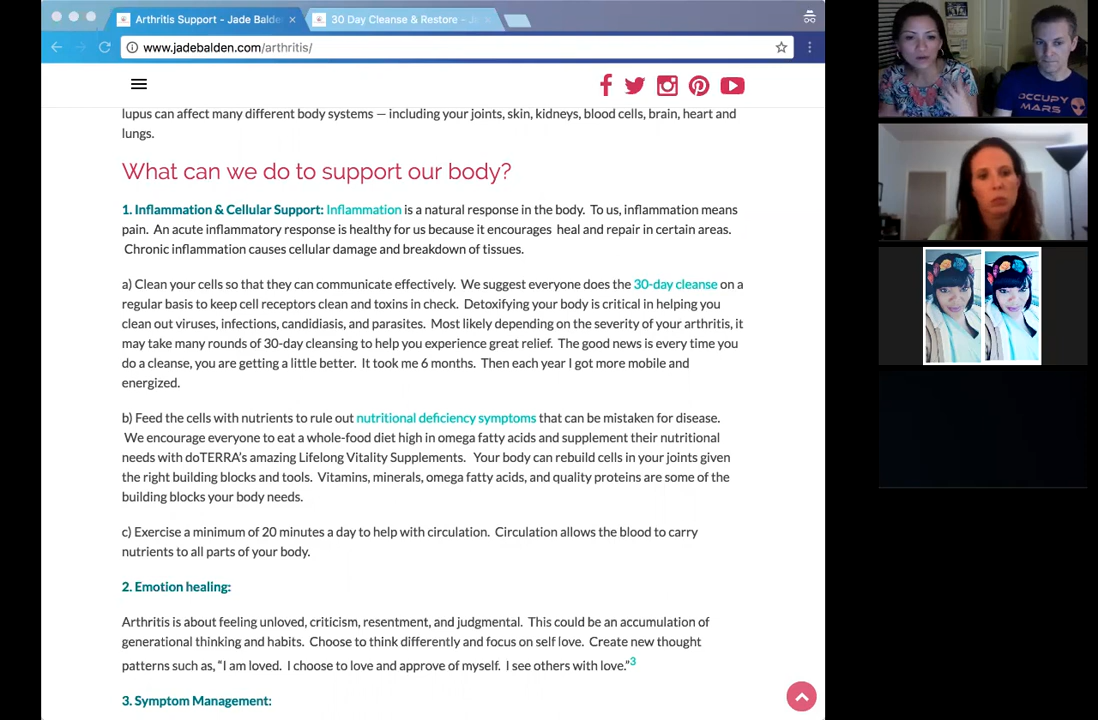 Arthritis Support - Jade Balde
30 Day Cleanse & Restore - Je
www.jadebalden.com/arthritis/
lupus can affect many different body systems — including your joints, skin, kidneys, blood cells, brain, heart and
lungs.
What can we do to support our body?
1. Inflammation & Cellular Support: Inflammation is a natural response in the body. To us, inflammation means
pain. An acute inflammatory response is healthy for us because it encourages heal and repair in certain areas.
Chronic inflammation causes cellular damage and breakdown of tissues.
a) Clean your cells so that they can communicate effectively. We suggest everyone does the 30-day cleanse on a
regular basis to keep cell receptors clean and toxins in check. Detoxifying your body is critical in helping you
clean out viruses, infections, candidiasis, and parasites. Most likely depending on the severity of your arthritis, it
may take many rounds of 30-day cleansing to help you experience great relief. The good news is every time you
do a cleanse, you are getting a little better. It took me 6 months. Then each year I got more mobile and
energized.
b) Feed the cells with nutrients to rule out nutritional deficiency symptoms that can be mistaken for disease.
We encourage everyone to eat a whole-food diet high in omega fatty acids and supplement their nutritional
needs with doTERRA's amazing Lifelong Vitality Supplements. Your body can rebuild cells in your joints given
the right building blocks and tools. Vitamins, minerals, omega fatty acids, and quality proteins are some of the
building blocks your body needs.
c) Exercise a minimum of 20 minutes a day to help with circulation. Circulation allows the blood to carry
nutrients to all parts of your body.
2. Emotion healing:
Arthritis is about feeling unloved, criticism, resentment, and judgmental. This could be an accumulation of
generational thinking and habits. Choose to think differently and focus on self love. Create new thought
patterns such as, "I am loved. I choose to love and approve of myself. I see others with love."3
3. Symptom Management:
OCCUPY
MARS